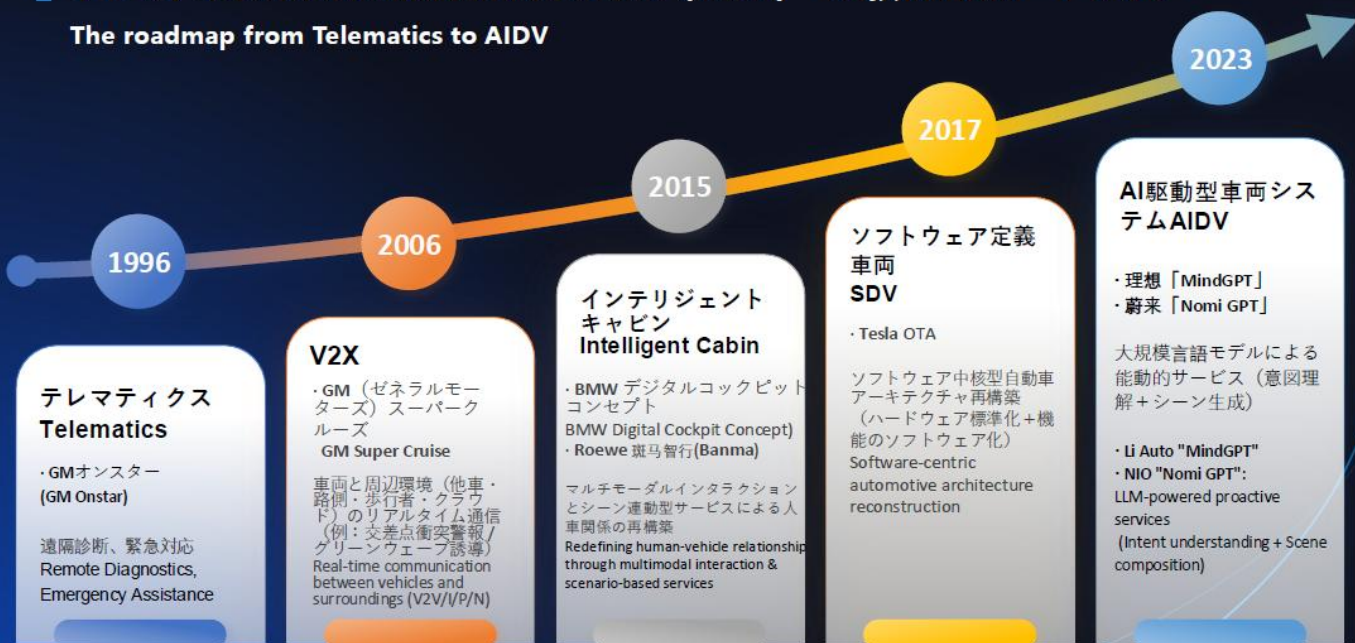 The roadmap from Telematics to AIDV
1996
2006
2015
2017
2023
テレマティクス
Telematics
· GMオンスター
(GM Onstar)
遠隔診断、緊急対応
Remote Diagnostics,
Emergency Assistance
V2X
· GM（ゼネラルモー
ターズ）スーパーク
ルーズ
GM Super Cruise
車両と周辺環境（他車・
路側・歩行者・クラウ
ド）のリアルタイム通信
（例：交差点衝突警報 /
グリーンウェーブ誘導）
Real-time communication
between vehicles and
surroundings (V2V/I/P/N)
インテリジェント
キャビン
Intelligent Cabin
· BMW デジタルコックピット
コンセプト
BMW Digital Cockpit Concept)
· Roewe 斑马智行(Banma)
マルチモーダルインタラクション
とシーン連動型サービスによる人
車関係の再構築
Redefining human-vehicle relationship
through multimodal interaction &
scenario-based services
ソフトウェア定義
車両
SDV
· Tesla OTA
ソフトウェア中核型自動車
アーキテクチャ再構築
（ハードウェア標準化＋機
能のソフトウェア化）
Software-centric
automotive architecture
reconstruction
AI駆動型車両シス
テムAIDV
· 理想「MindGPT」
· 蔚来「Nomi GPT」
大規模言語モデルによる
能動的サービス（意図理
解＋シーン生成）
· Li Auto "MindGPT"
· NIO "Nomi GPT":
LLM-powered proactive
services
(Intent understanding + Scene
composition)